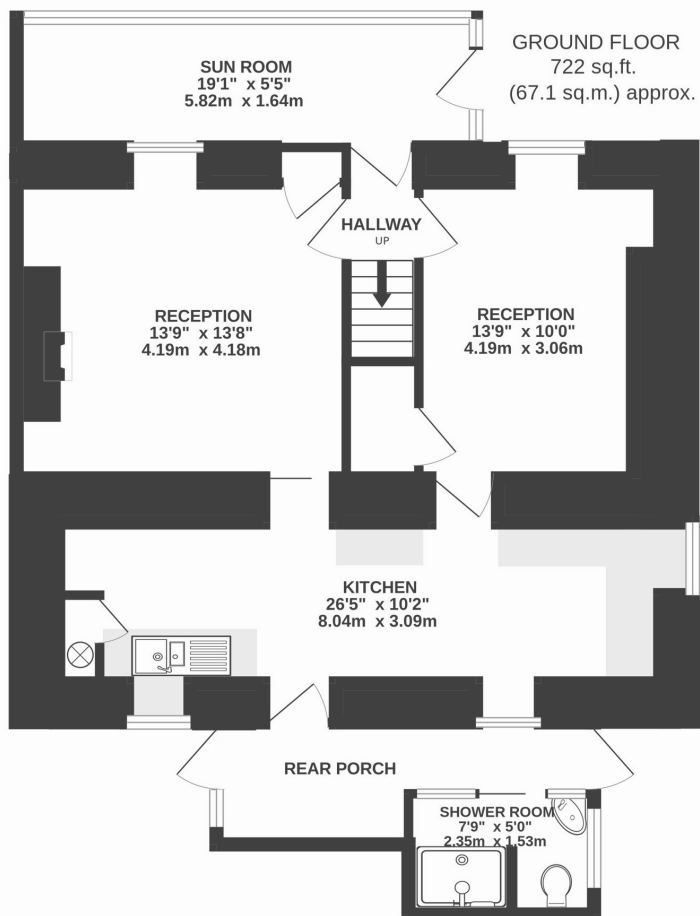 GROUND FLOOR
722 sq.ft.
(67.1 sq.m.) approx.
SUN ROOM
19'1" x 5'5"
5.82m x 1.64m
HALLWAY
UP
RECEPTION
13'9" x 13'8"
4.19m x 4.18m
RECEPTION
13'9" x 10'0"
4.19m x 3.06m
KITCHEN
26'5" x 10'2"
8.04m x 3.09m
REAR PORCH
SHOWER ROOM
7'9" x 5'0"
2.35m x 1.53m